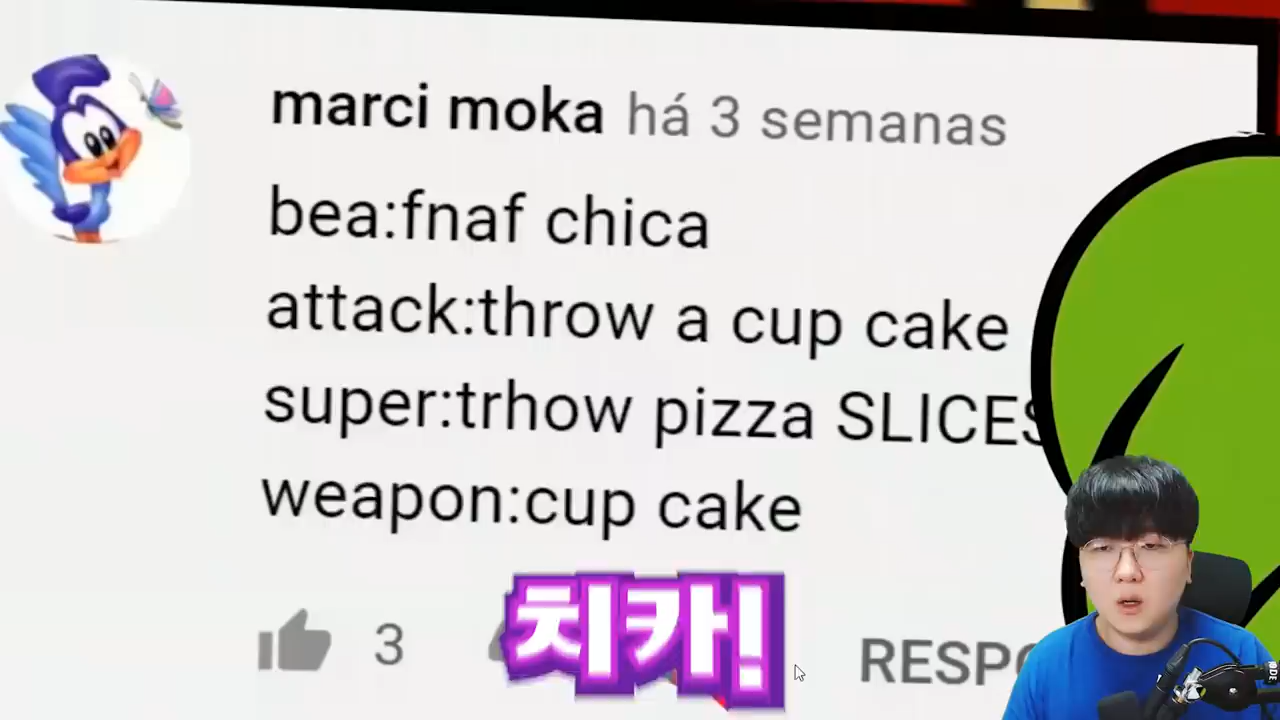 marci moka há 3 semanas
bea:fnaf chica
attack:throw a cup cake
super:trhow pizza SLICES
weapon:cup cake
3
치카!